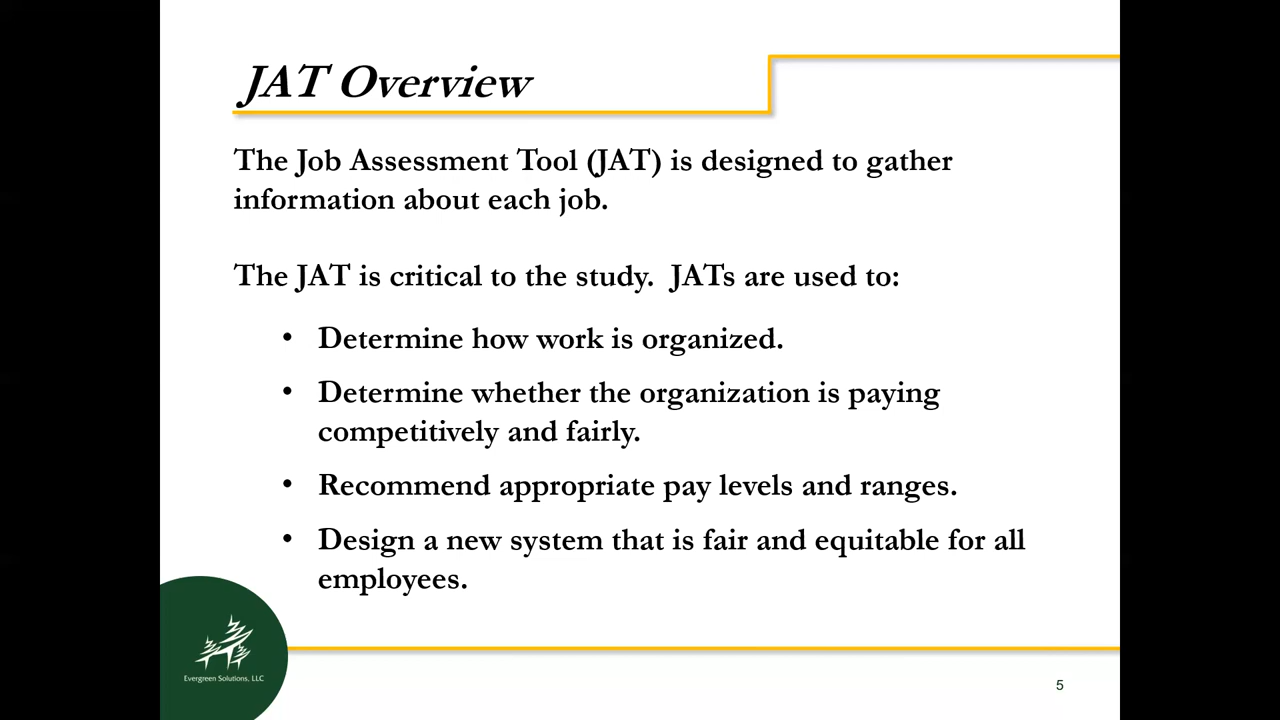 JAT Overview
The Job Assessment Tool (JAT) is designed to gather
information about each job.
The JAT is critical to the study.  JATs are used to:
• Determine how work is organized.
• Determine whether the organization is paying
competitively and fairly.
• Recommend appropriate pay levels and ranges.
• Design a new system that is fair and equitable for all
employees.
Evergreen Solutions, LLC
5